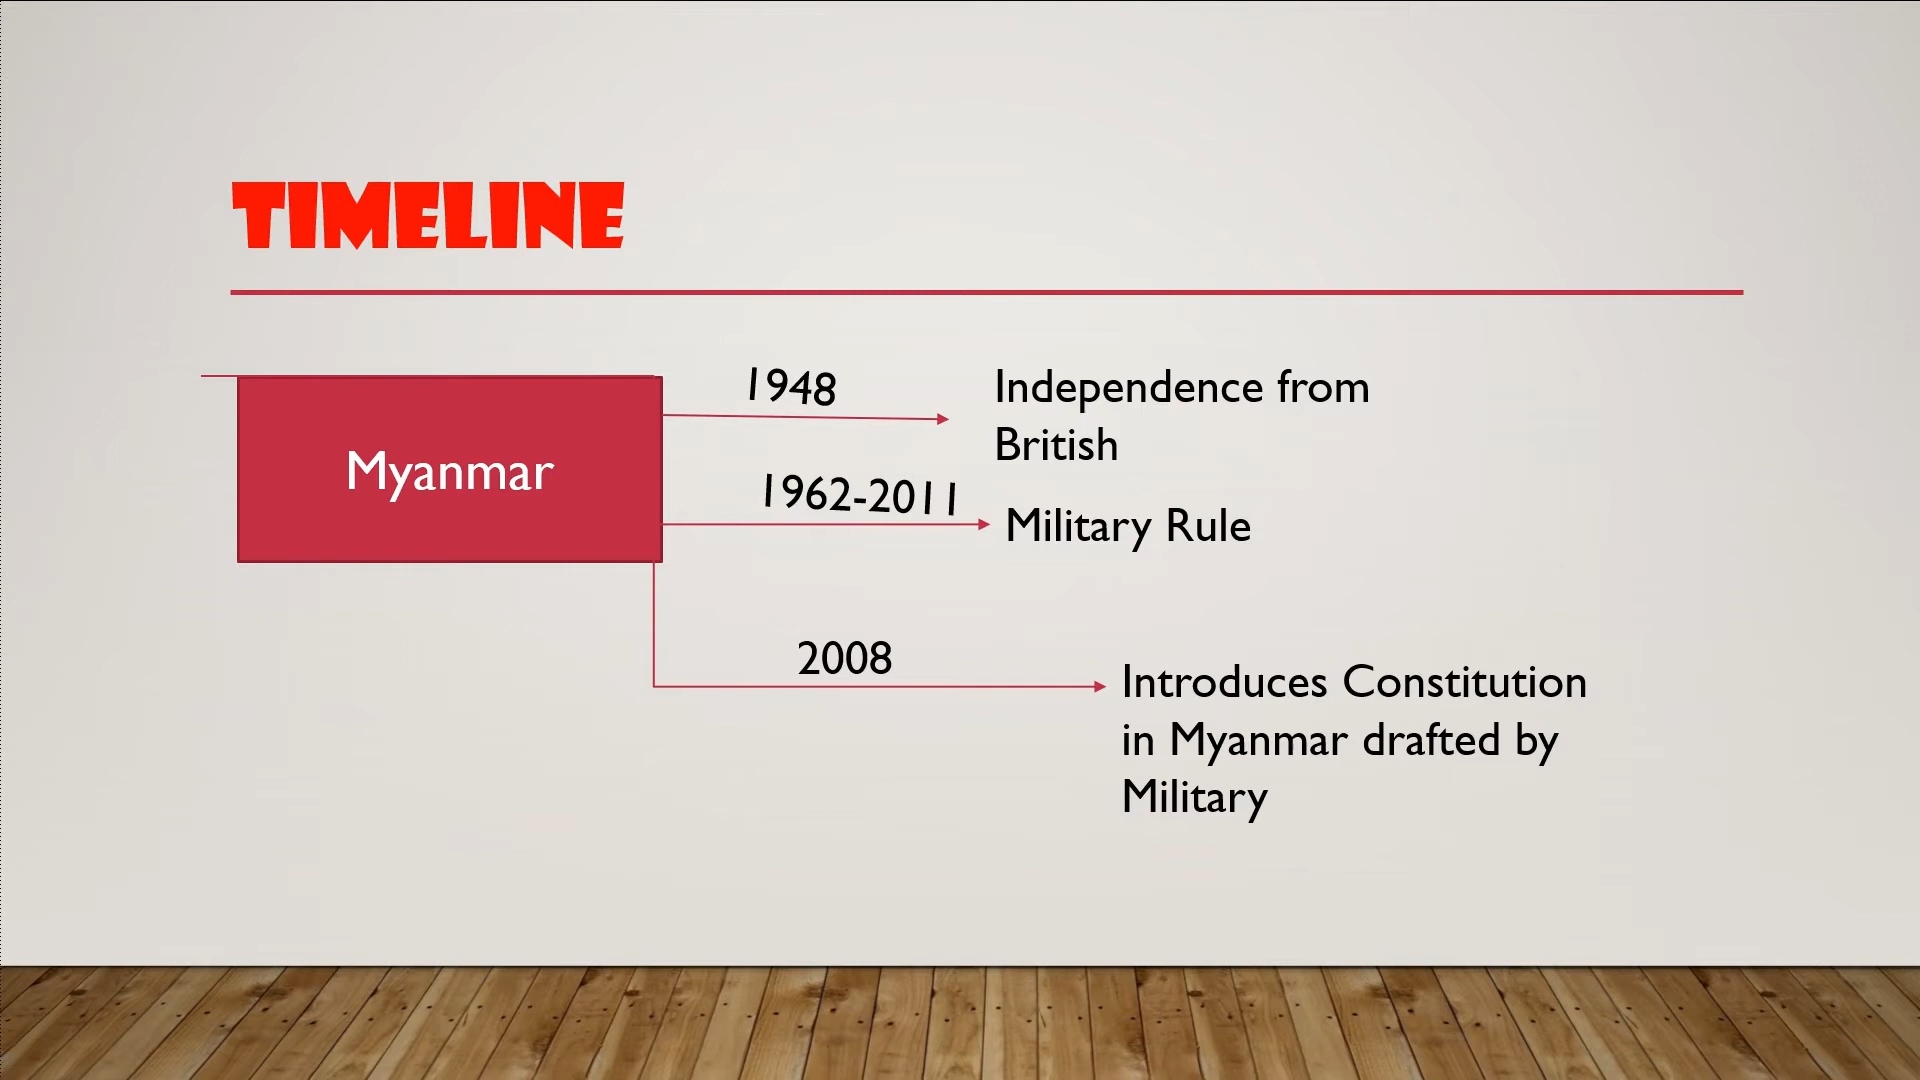 TIMELINE
Myanmar
1948
Independence from
British
1962-2011
Military Rule
2008
Introduces Constitution
in Myanmar drafted by
Military